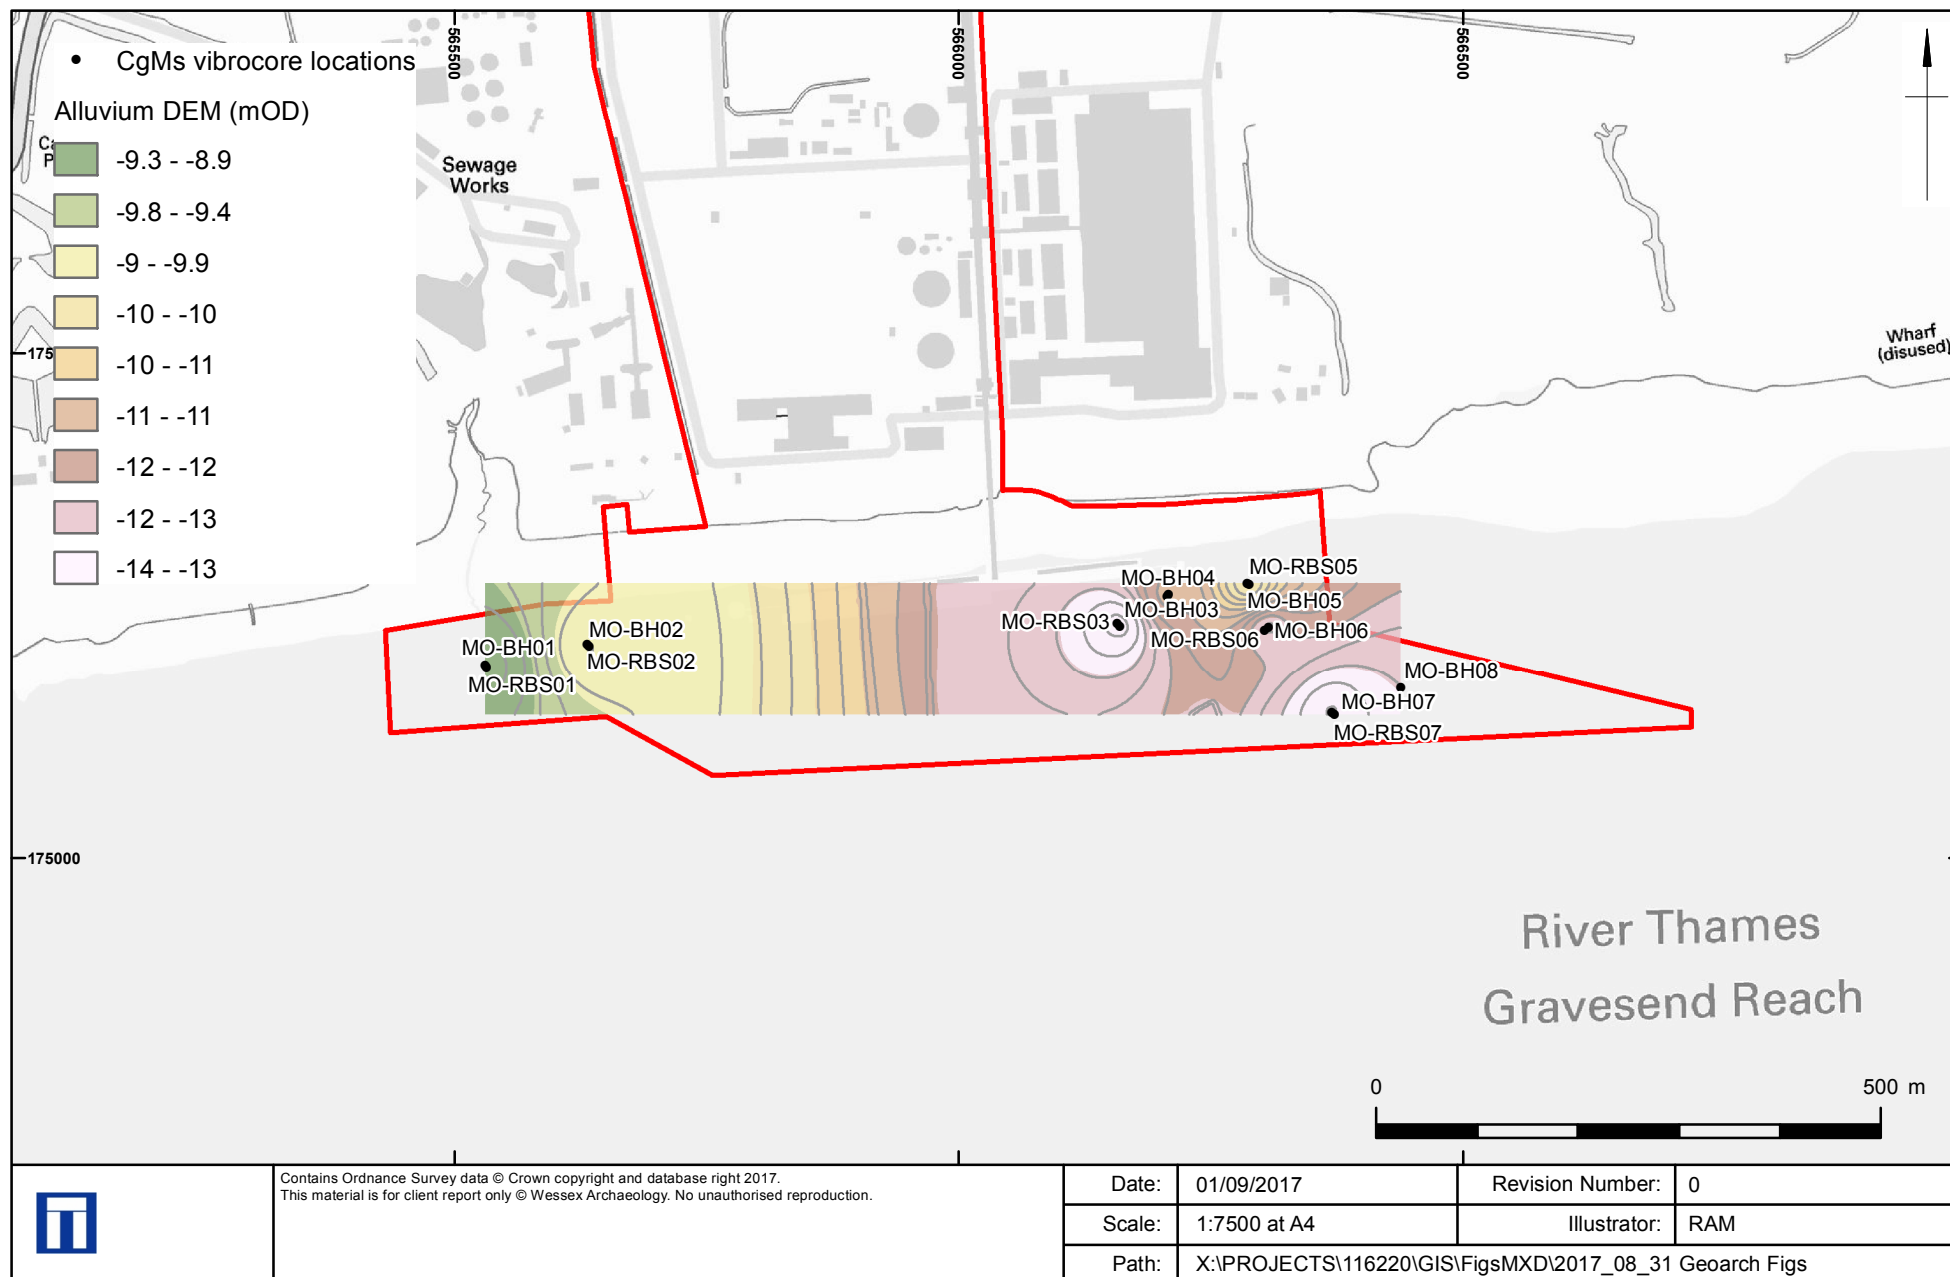 CgMs vibrocore locations
Alluvium DEM (mOD)
-9.3 - -8.9
-9.8 - -9.4
-9 - -9.9
-10 - -10
-10 - -11
-11 - -11
-12 - -12
-12 - -13
-14 - -13
565500
566000
566500
Sewage
Works
Wharf
(disused)
175000
MO-BH01
MO-RBS01
MO-BH02
MO-RBS02
MO-RBS03
MO-BH03
MO-BH04
MO-RBS05
MO-BH05
MO-RBS06
MO-BH06
MO-BH08
MO-BH07
MO-RBS07
River Thames
Gravesend Reach
0 500 m
Contains Ordnance Survey data © Crown copyright and database right 2017.
This material is for client report only © Wessex Archaeology. No unauthorised reproduction.
Date: 01/09/2017 Revision Number: 0
Scale: 1:7500 at A4 Illustrator: RAM
Path: X:\PROJECTS\116220\GIS\FigsMXD\2017_08_31 Geoarch Figs